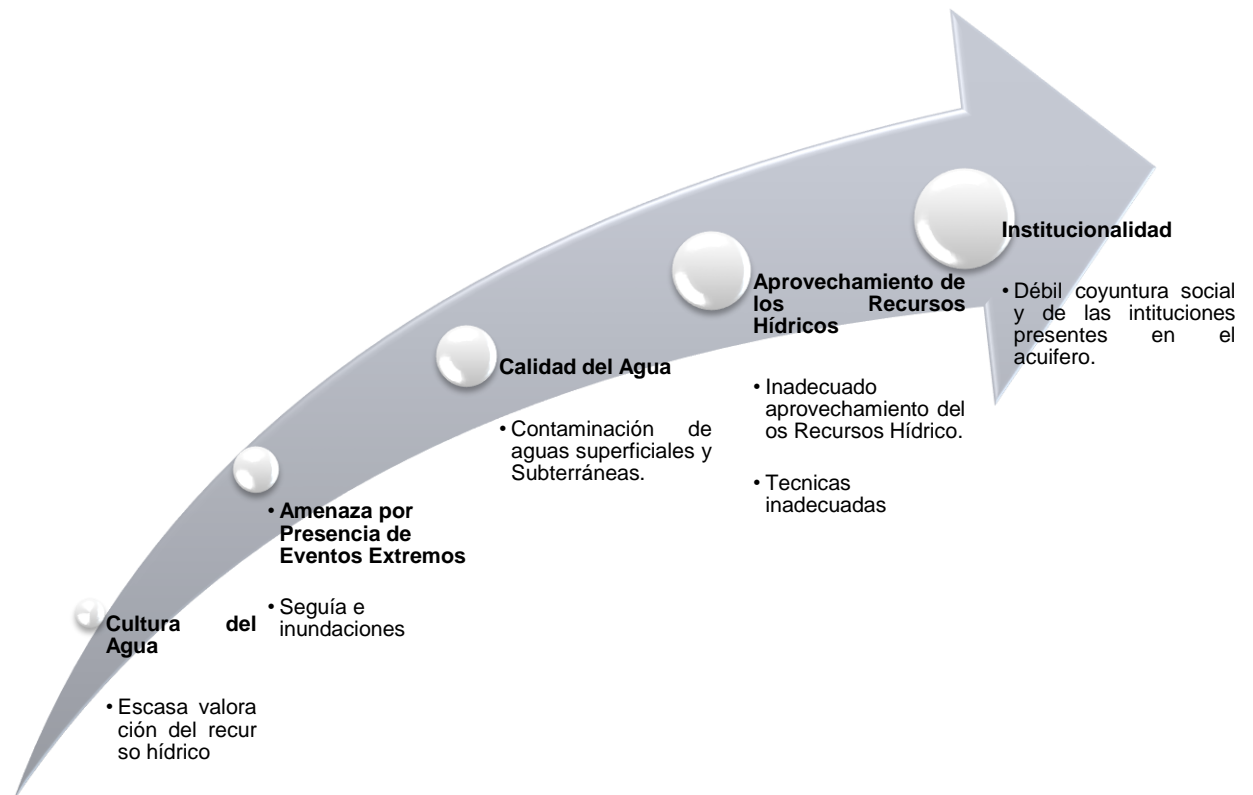 Cultura del
Agua
• Escasa valora
ción del recur
so hídrico
• Amenaza por
Presencia de
Eventos Extremos
• Seguía e
inundaciones
Calidad del Agua
• Contaminación de
aguas superficiales y
Subterráneas.
Aprovechamiento de
los Recursos
Hídricos
• Inadecuado
aprovechamiento del
os Recursos Hídrico.
• Tecnicas
inadecuadas
Institucionalidad
• Débil coyuntura social
y de las intituciones
presentes en el
acuifero.